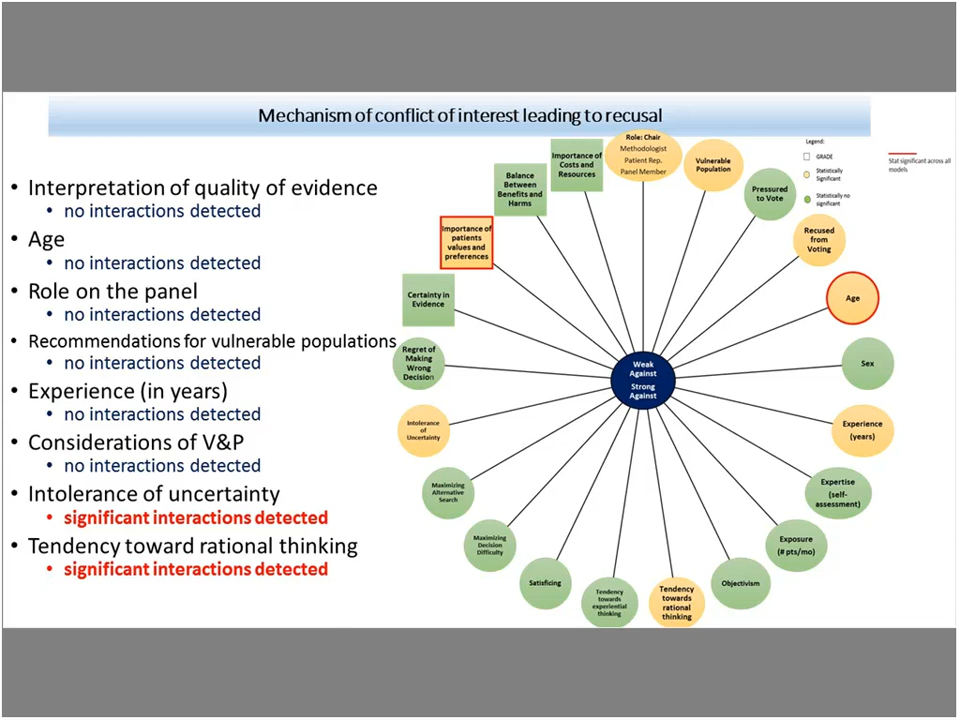 Mechanism of conflict of interest leading to recusal
• Interpretation of quality of evidence
• no interactions detected
• Age
• no interactions detected
• Role on the panel
• no interactions detected
• Recommendations for vulnerable populations
• no interactions detected
• Experience (in years)
• no interactions detected
• Considerations of V&P
• no interactions detected
• Intolerance of uncertainty
• significant interactions detected
• Tendency toward rational thinking
• significant interactions detected
Role: Chair
Methodologist
Patient Rep.
Panel Member
Vulnerable
Population
Pressured
to Vote
Recused
from
Voting
Age
Sex
Experience
(years)
Expertise
(self-
assessment)
Exposure
(# pts/mo)
Objectivism
Tendency
towards
rational
thinking
Tendency
towards
experiential
thinking
Satisficing
Maximizing
Decision
Difficulty
Maximizing
Alternative
Search
Intolerance
of
Uncertainty
Regret of
Making
Wrong
Decision
Certainty in
Evidence
Importance of
patients
values and
preferences
Balance
Between
Benefits and
Harms
Importance of
Costs and
Resources
Weak
Against
Strong
Against
Legend:
GRADE
Statistically
Significant
Statistically no
significant
Stat significant across all
models